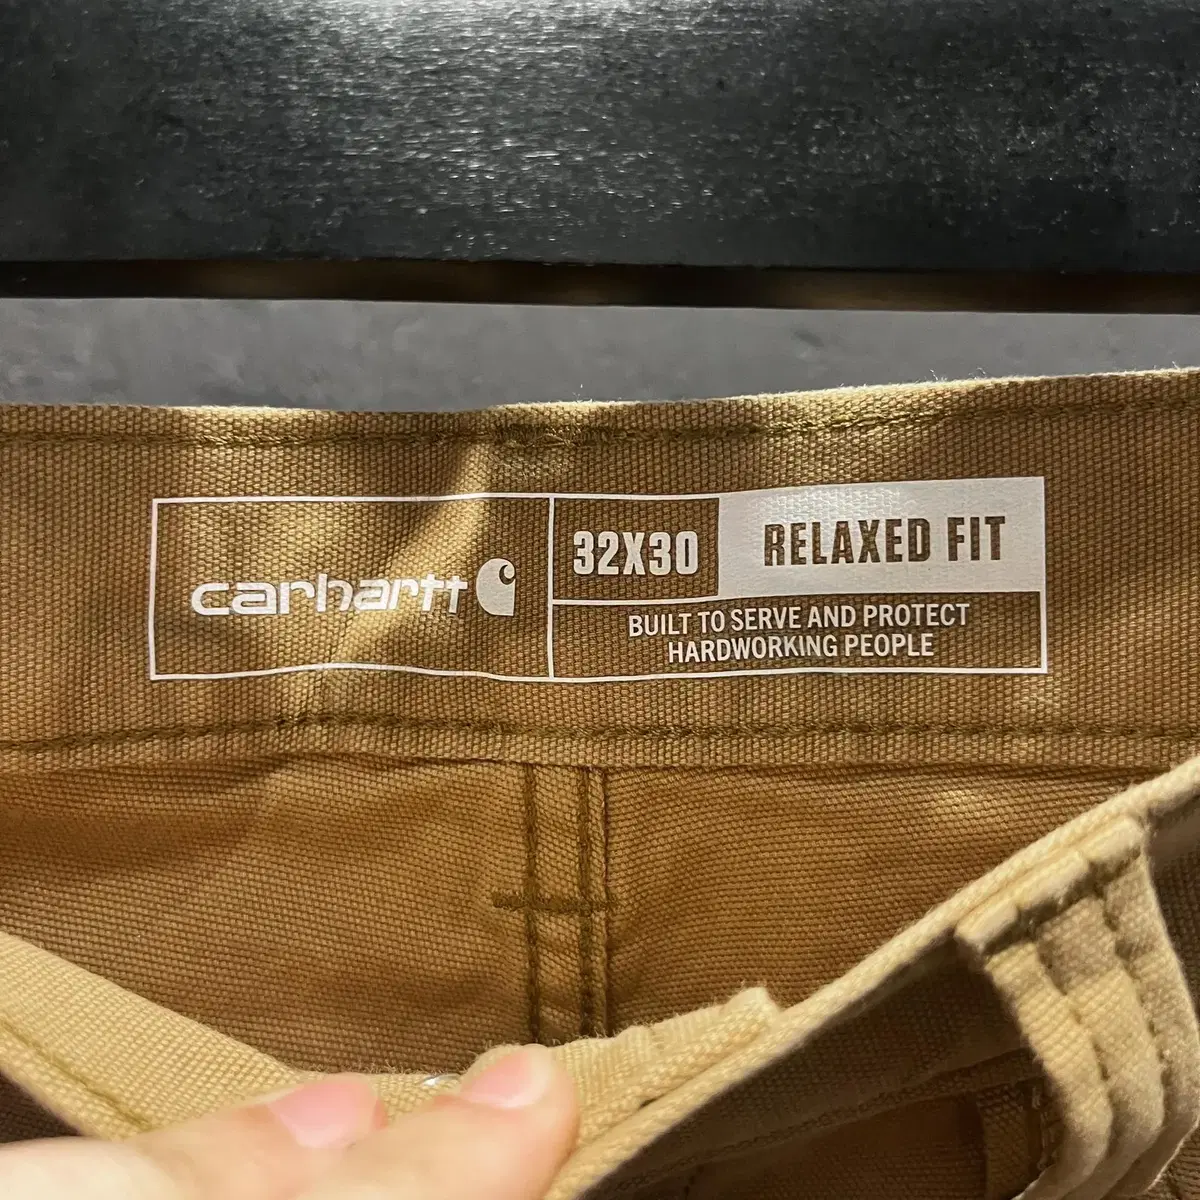 carhartt
32X30
RELAXED FIT
BUILT TO SERVE AND PROTECT
HARDWORKING PEOPLE